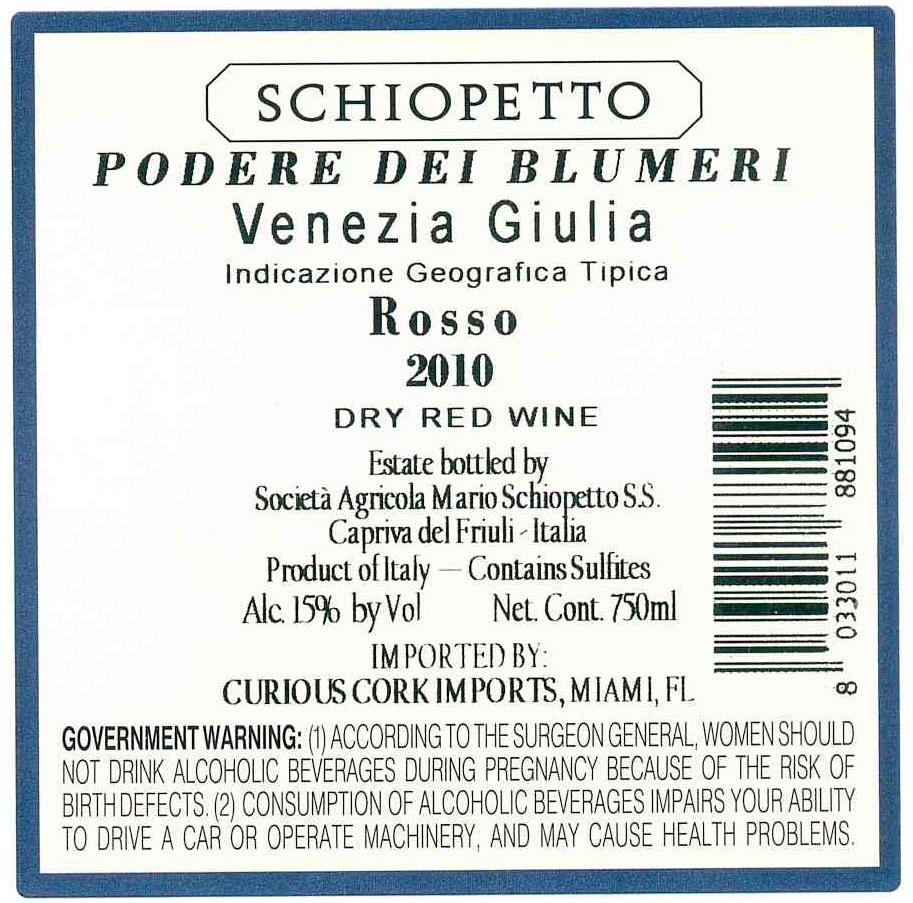 SCHIOPETTO
PODERE DEI BLUMERI
Venezia Giulia
Indicazione Geografica Tipica
Rosso
2010
DRY RED WINE
Estate bottled by
Società Agricola Mario Schiopetto S.S.
Capriva del Friuli - Italia
Product of Italy — Contains Sulfites
Alc. 15% by Vol Net. Cont. 750ml
IMPORTED BY:
CURIOUS CORK IMPORTS, MIAMI, FL
8 033011 881094
GOVERNMENT WARNING: (1) ACCORDING TO THE SURGEON GENERAL, WOMEN SHOULD
NOT DRINK ALCOHOLIC BEVERAGES DURING PREGNANCY BECAUSE OF THE RISK OF
BIRTH DEFECTS. (2) CONSUMPTION OF ALCOHOLIC BEVERAGES IMPAIRS YOUR ABILITY
TO DRIVE A CAR OR OPERATE MACHINERY, AND MAY CAUSE HEALTH PROBLEMS.